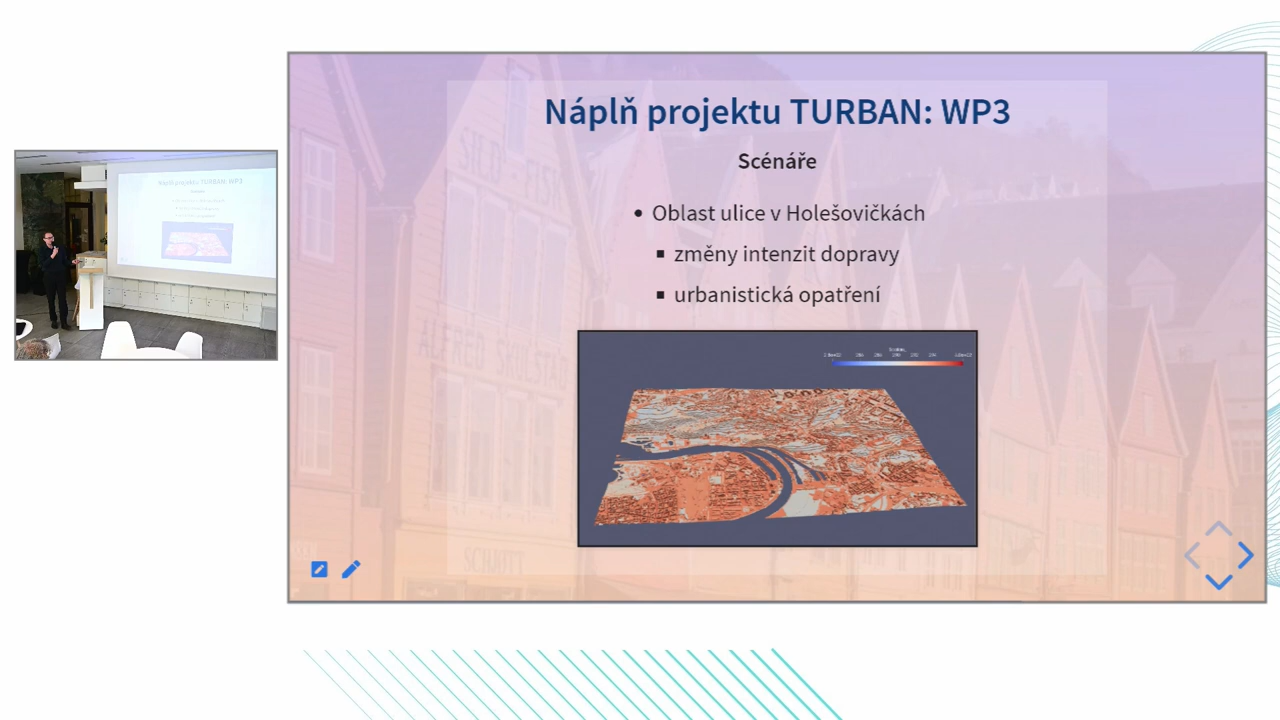 Náplň projektu TURBAN: WP3
Scénáře
Oblast ulice v Holešovičkách
změny intenzit dopravy
urbanistická opatření